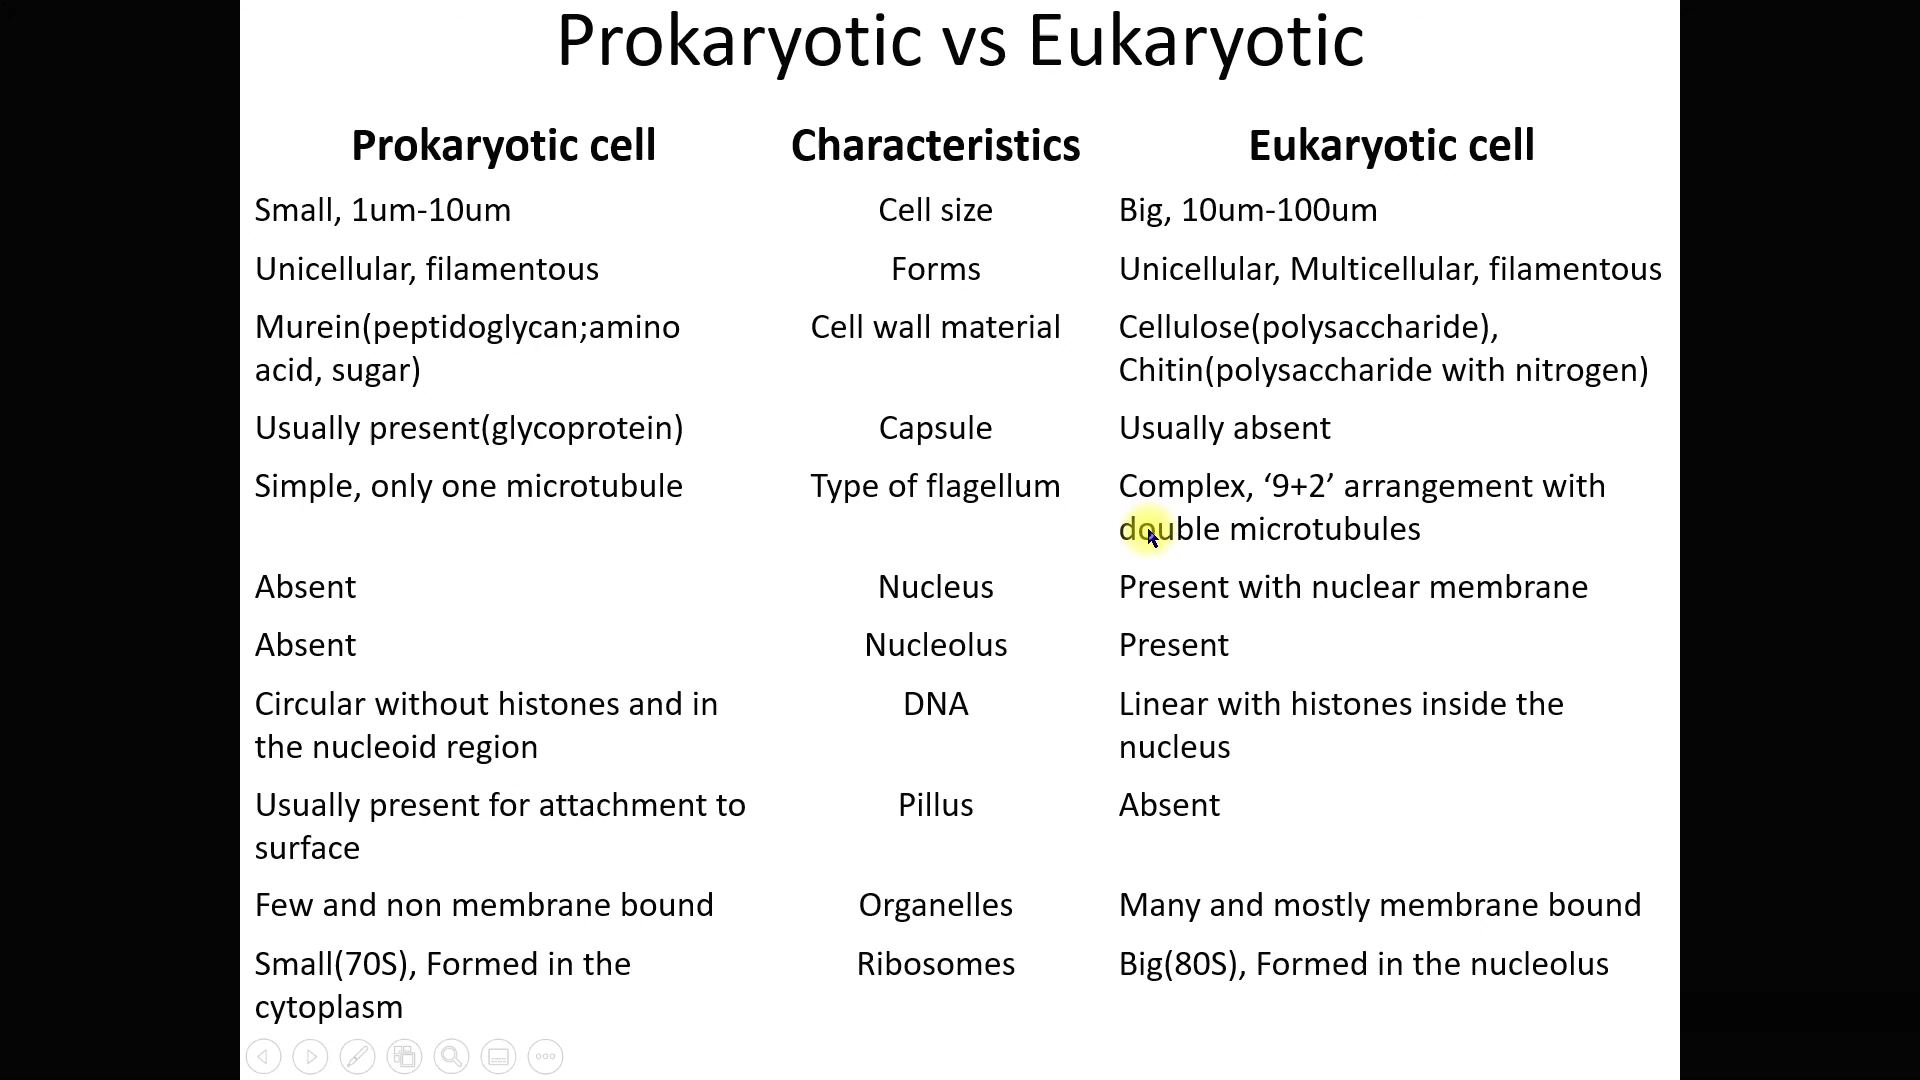 Prokaryotic vs Eukaryotic
Prokaryotic cell Characteristics Eukaryotic cell
Small, 1um-10um Cell size Big, 10um-100um
Unicellular, filamentous Forms Unicellular, Multicellular, filamentous
Murein(peptidoglycan;amino Cell wall material Cellulose(polysaccharide),
acid, sugar) Chitin(polysaccharide with nitrogen)
Usually present(glycoprotein) Capsule Usually absent
Simple, only one microtubule Type of flagellum Complex, ‘9+2’ arrangement with
double microtubules
Absent Nucleus Present with nuclear membrane
Absent Nucleolus Present
Circular without histones and in DNA Linear with histones inside the
the nucleoid region nucleus
Usually present for attachment to Pillus Absent
surface
Few and non membrane bound Organelles Many and mostly membrane bound
Small(70S), Formed in the Ribosomes Big(80S), Formed in the nucleolus
cytoplasm